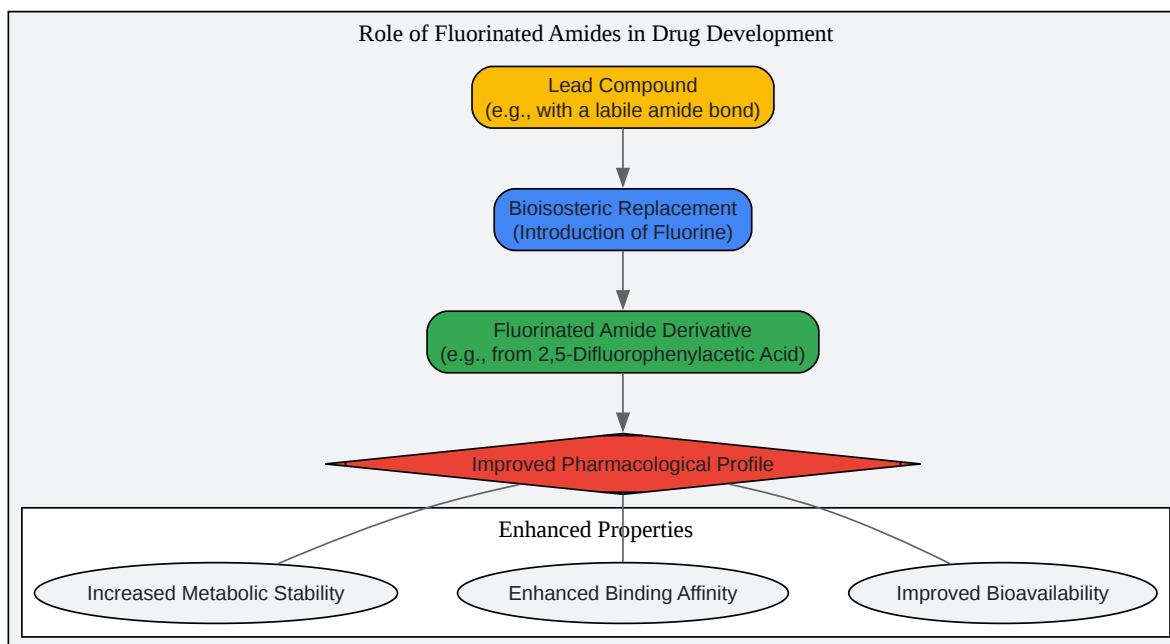 Role of Fluorinated Amides in Drug Development
Lead Compound
(e.g., with a labile amide bond)
Bioisosteric Replacement
(Introduction of Fluorine)
Fluorinated Amide Derivative
(e.g., from 2,5-Difluorophenylacetic Acid)
Improved Pharmacological Profile
Enhanced Properties
Increased Metabolic Stability
Enhanced Binding Affinity
Improved Bioavailability